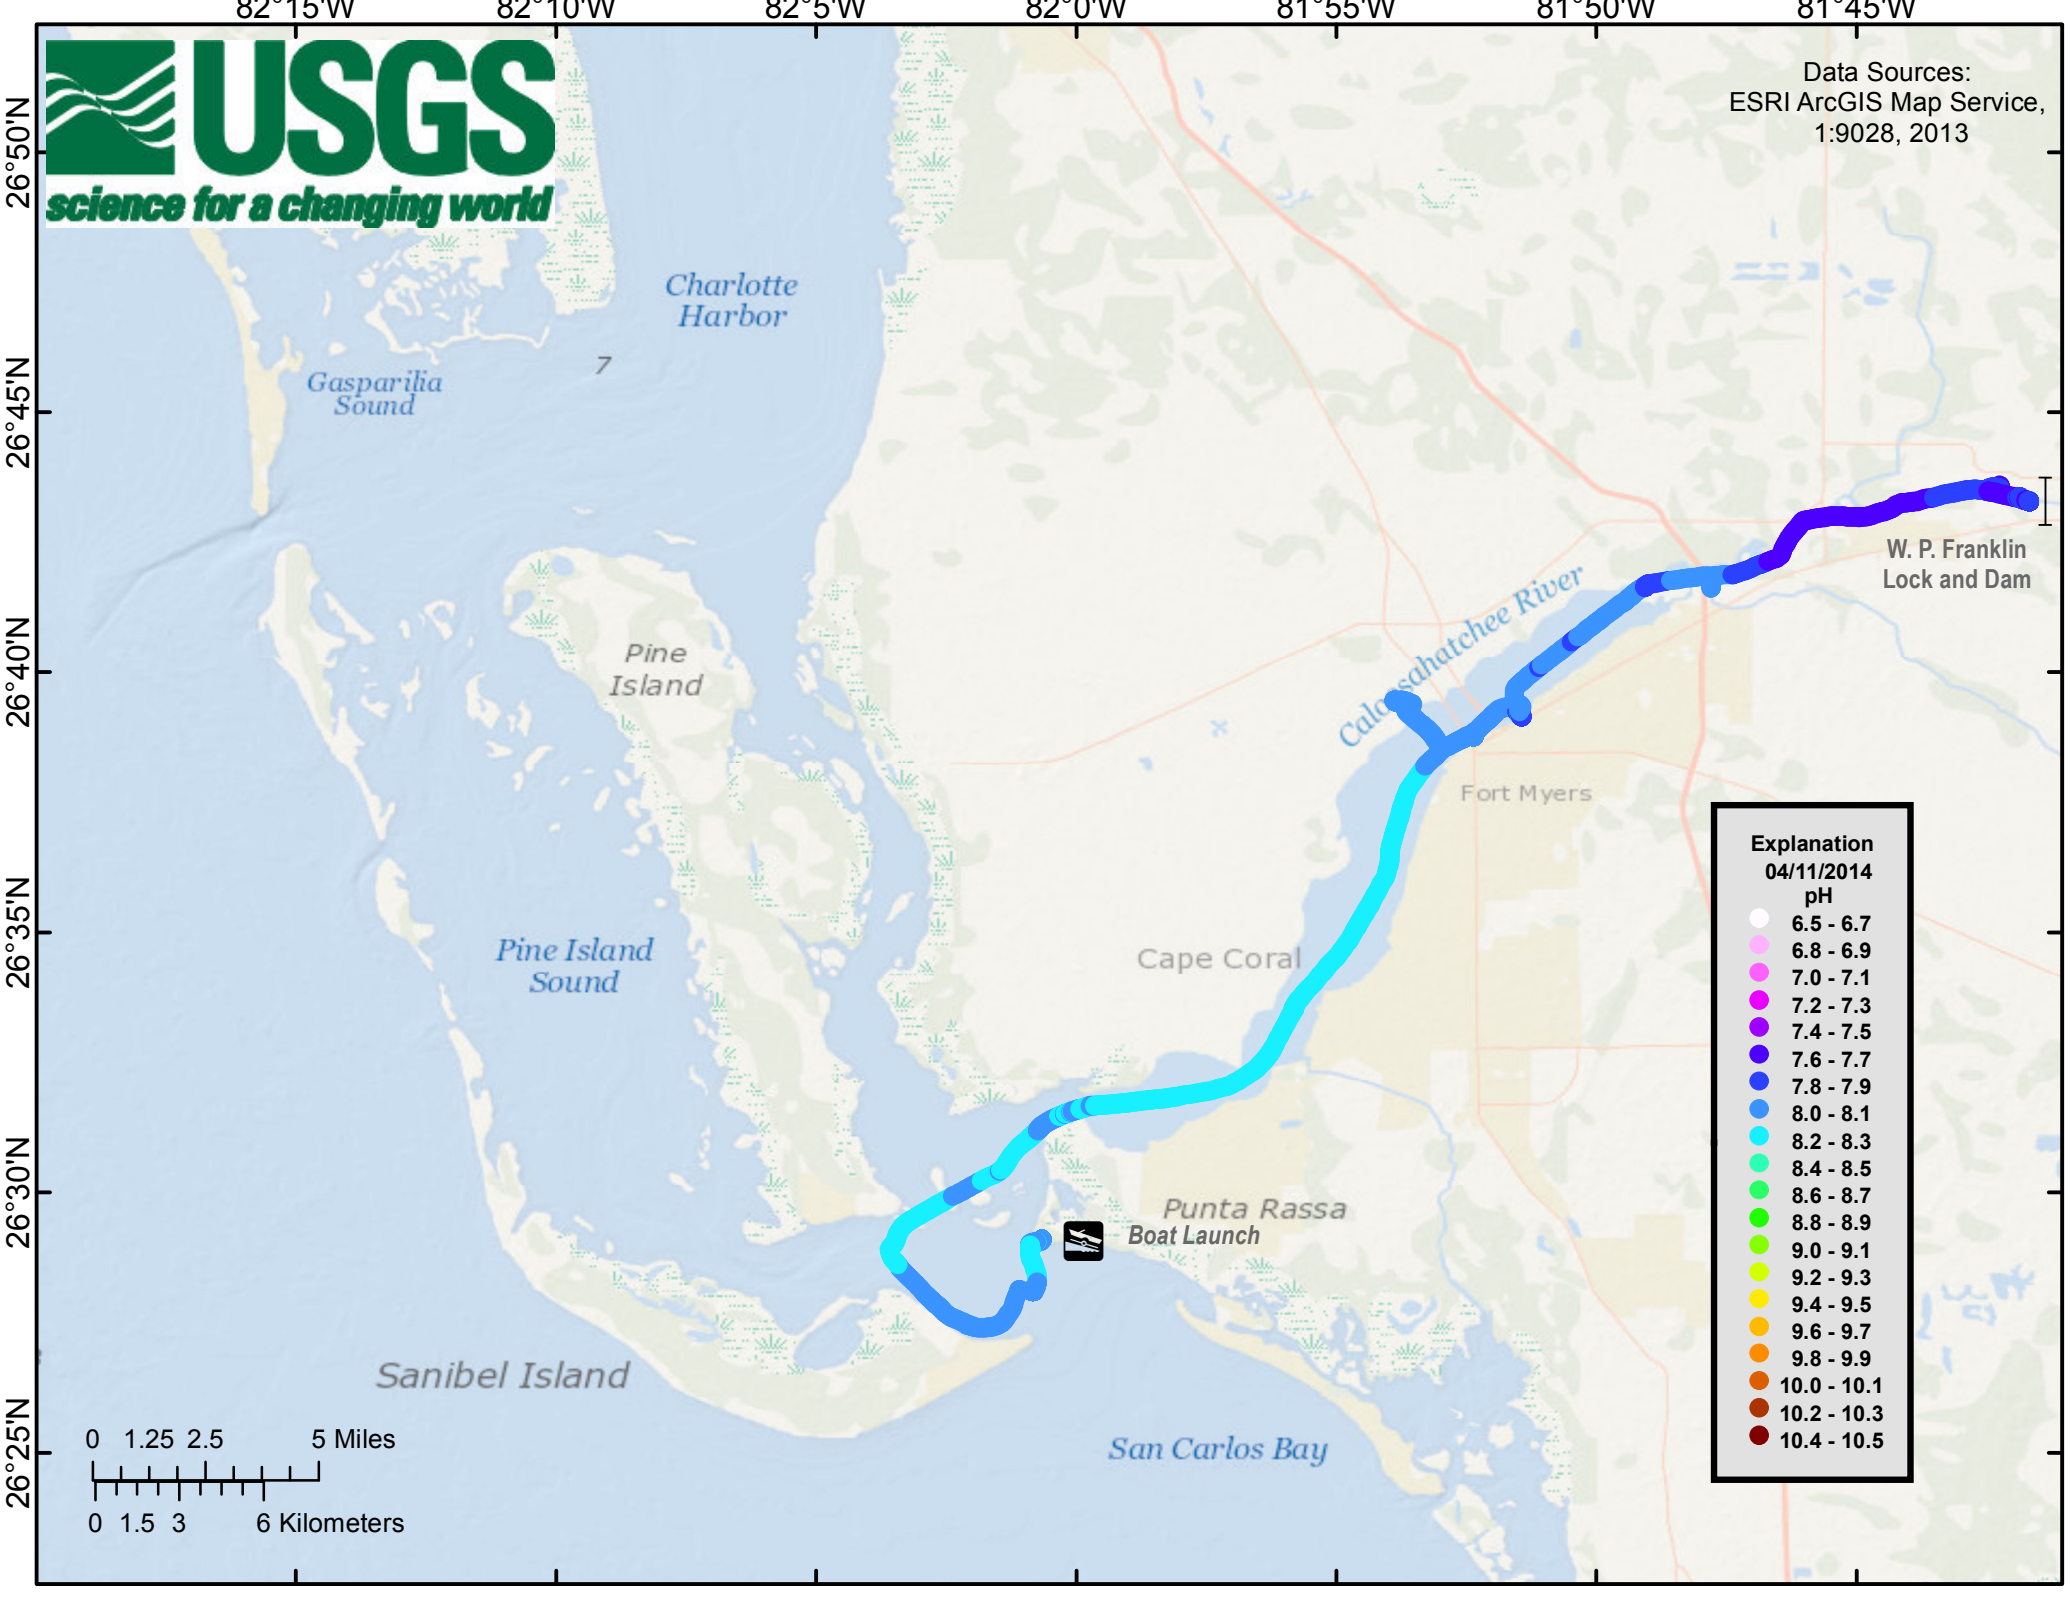 82°15'W 82°10'W 82°5'W 82°0'W 81°55'W 81°50'W 81°45'W
USGS
science for a changing world
Data Sources:
ESRI ArcGIS Map Service,
1:9028, 2013
26°50'N
26°45'N
26°40'N
26°35'N
26°30'N
26°25'N
Charlotte
Harbor
7
Gasparilia
Sound
W. P. Franklin
Lock and Dam
Caloosahatchee River
Pine
Island
Fort Myers
Pine Island
Sound
Cape Coral
Punta Rassa
Boat Launch
Sanibel Island
San Carlos Bay
Explanation
04/11/2014
pH
6.5 - 6.7
6.8 - 6.9
7.0 - 7.1
7.2 - 7.3
7.4 - 7.5
7.6 - 7.7
7.8 - 7.9
8.0 - 8.1
8.2 - 8.3
8.4 - 8.5
8.6 - 8.7
8.8 - 8.9
9.0 - 9.1
9.2 - 9.3
9.4 - 9.5
9.6 - 9.7
9.8 - 9.9
10.0 - 10.1
10.2 - 10.3
10.4 - 10.5
0 1.25 2.5 5 Miles
0 1.5 3 6 Kilometers